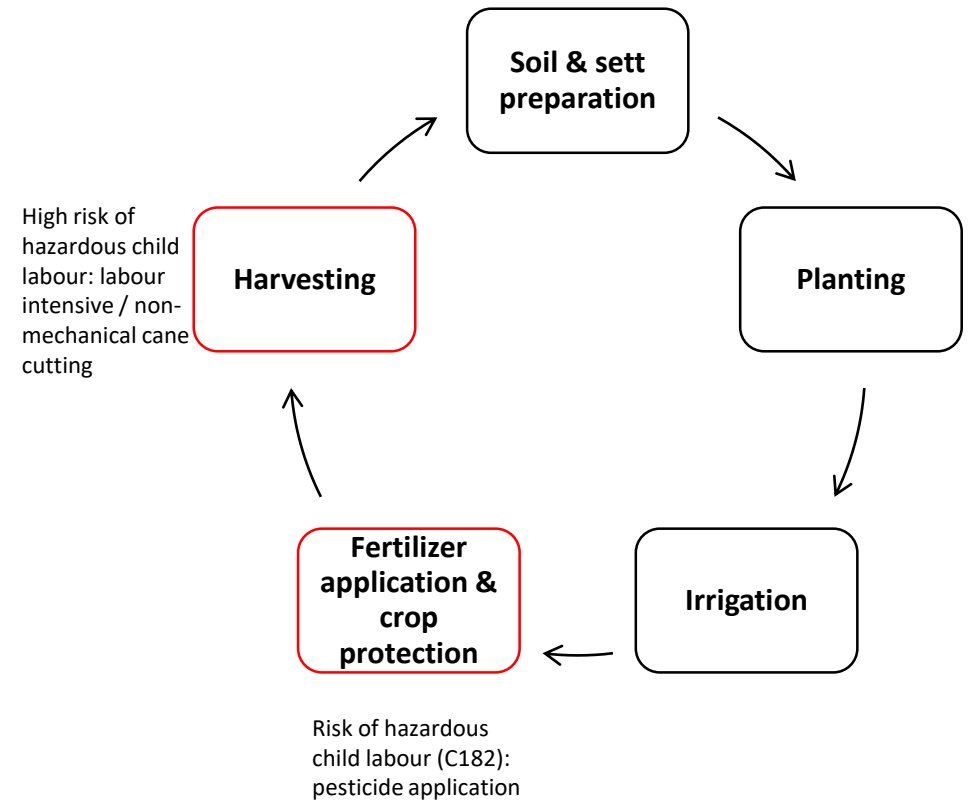 Soil & sett
preparation
Planting
Irrigation
Fertilizer
application &
crop
protection
Risk of hazardous
child labour (C182):
pesticide application
Harvesting
High risk of
hazardous child
labour: labour
intensive / non-
mechanical cane
cutting